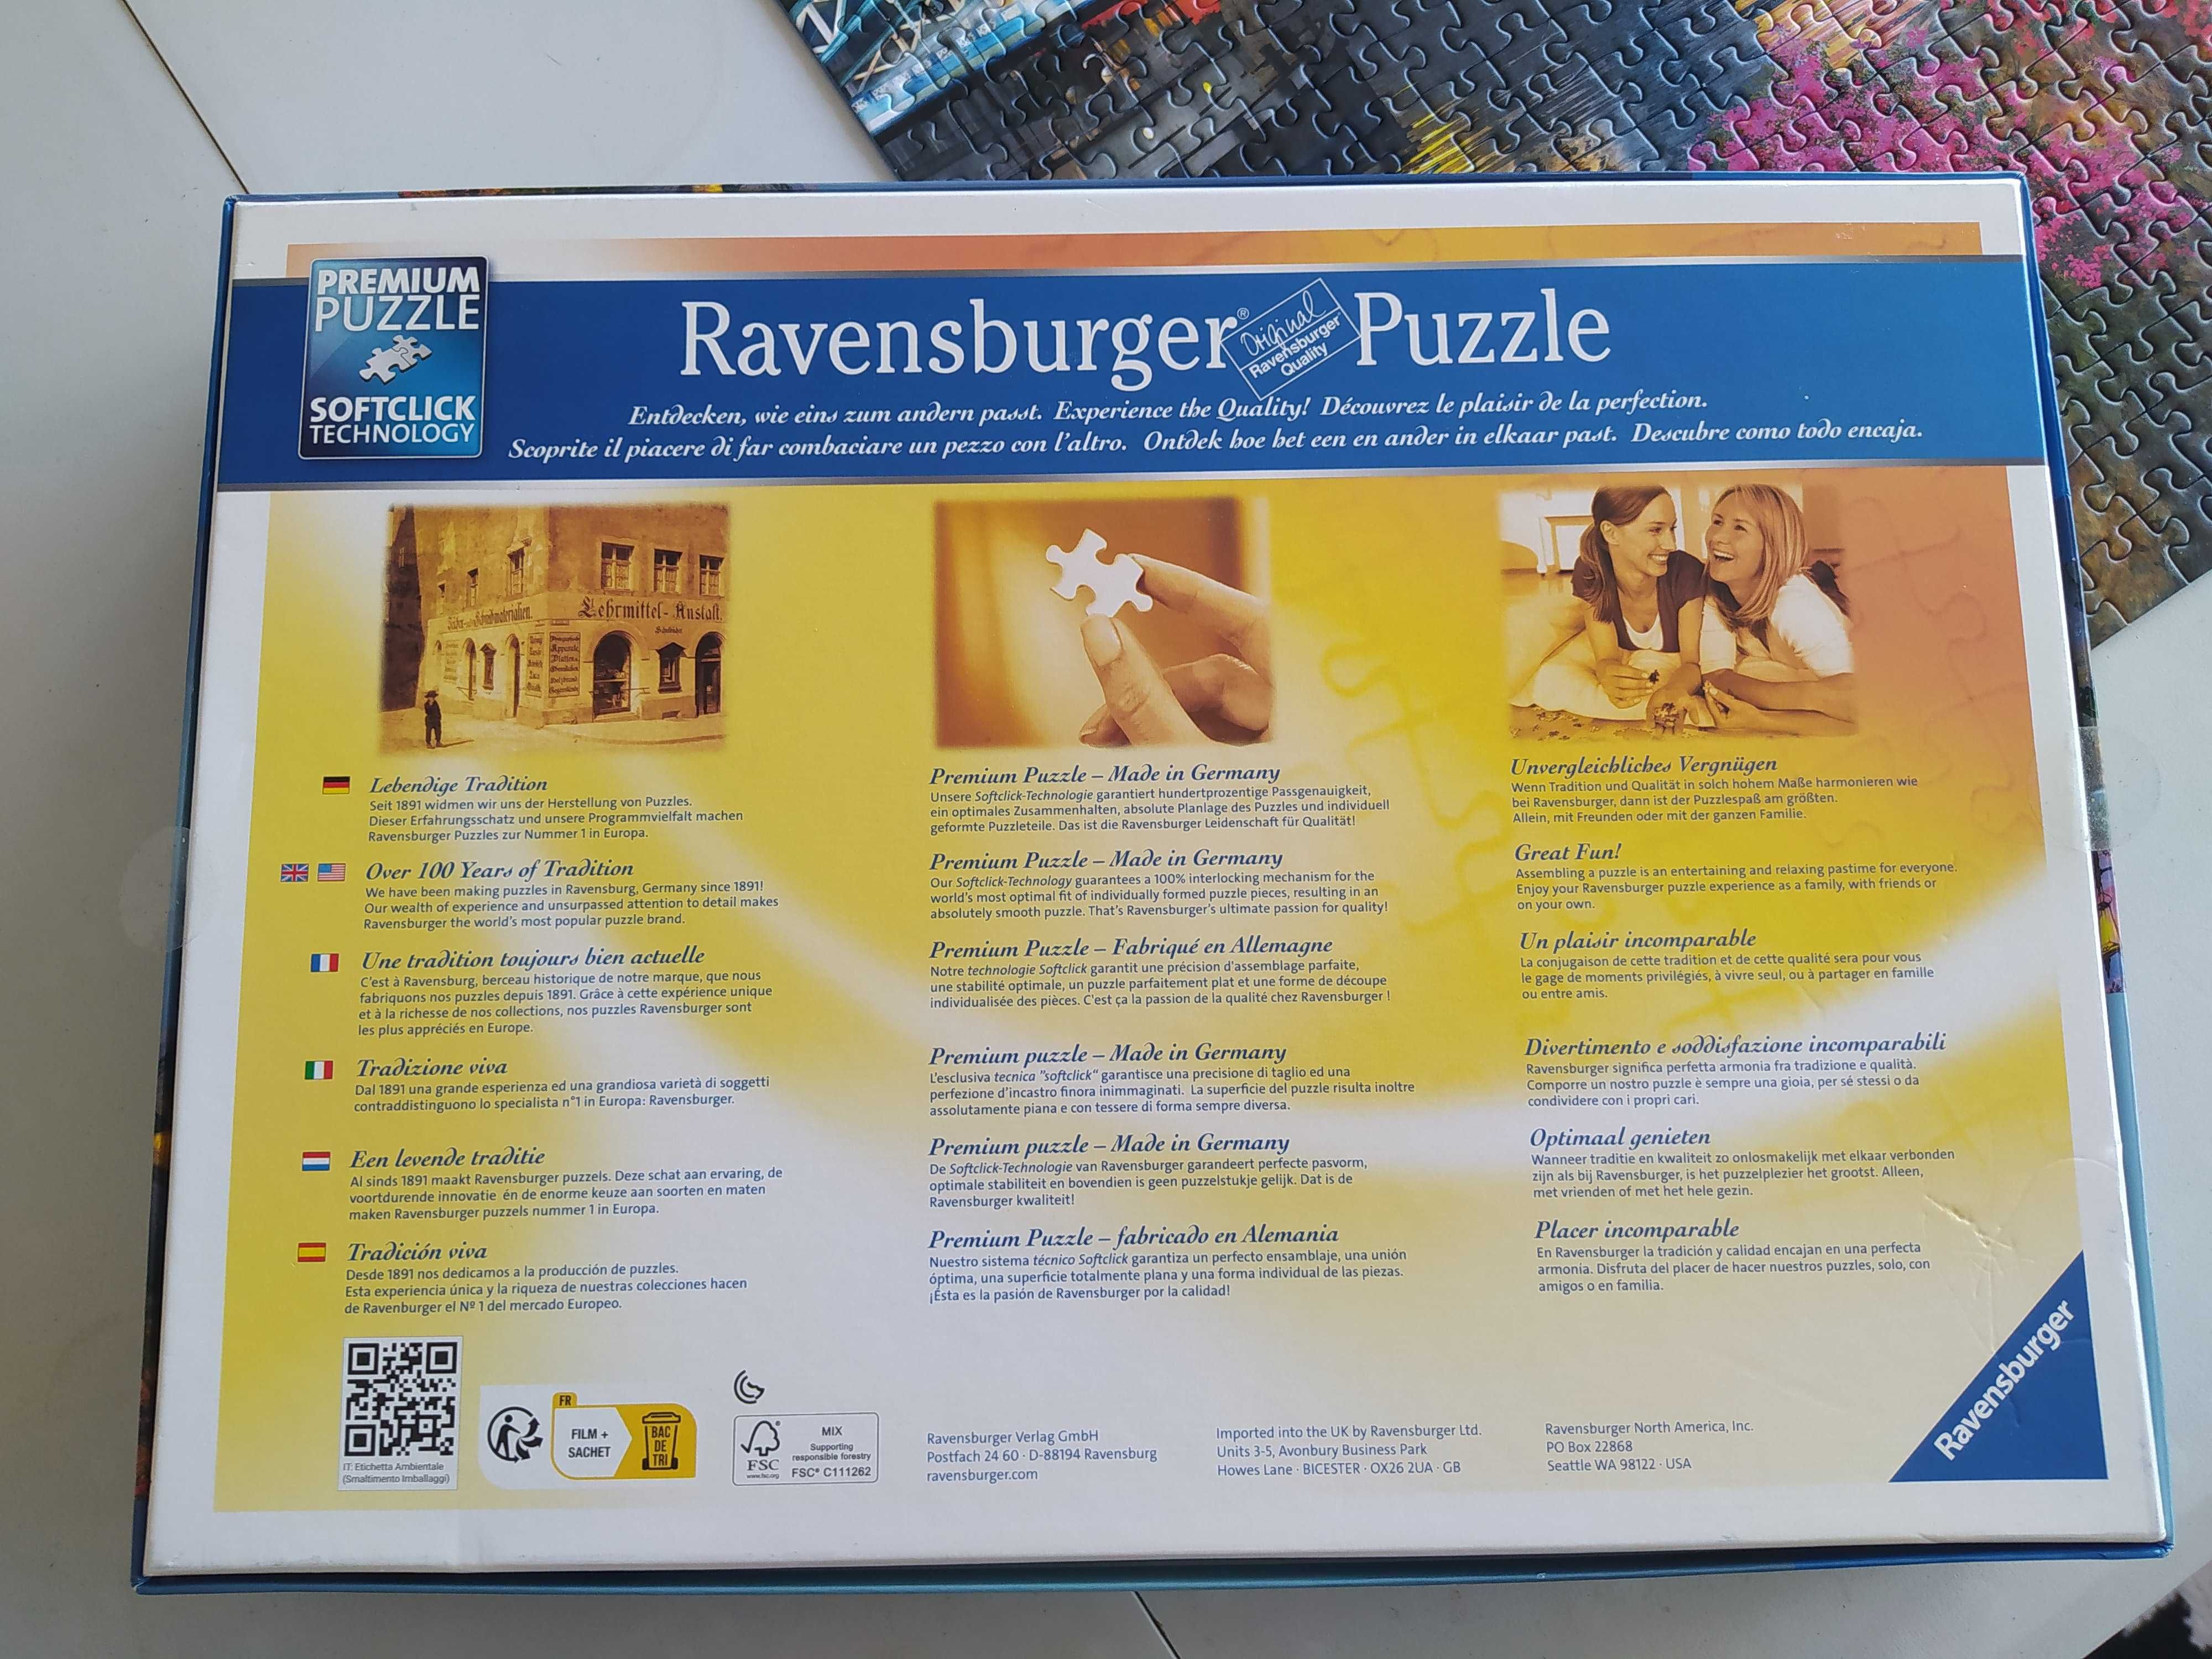 PREMIUM
PUZZLE
SOFTCLICK
TECHNOLOGY
Ravensburger® Puzzle
Original
Ravensburger
Quality
Entdecken, wie eins zum andern passt. Experience the Quality! Découvrez le plaisir de la perfection.
Scoprite il piacere di far combaciare un pezzo con l'altro. Ontdek hoe het een en ander in elkaar past. Descubre como todo encaja.
Lehrmittel-Anstalt.
Lebendige Tradition
Seit 1891 widmen wir uns der Herstellung von Puzzles.
Dieser Erfahrungsschatz und unsere Programmvielfalt machen
Ravensburger Puzzles zur Nummer 1 in Europa.
Over 100 Years of Tradition
We have been making puzzles in Ravensburg, Germany since 1891!
Our wealth of experience and unsurpassed attention to detail makes
Ravensburger the world's most popular puzzle brand.
Une tradition toujours bien actuelle
C'est à Ravensburg, berceau historique de notre marque, que nous
fabriquons nos puzzles depuis 1891. Grâce à cette expérience unique
et à la richesse de nos collections, nos puzzles Ravensburger sont
les plus appréciés en Europe.
Tradizione viva
Dal 1891 una grande esperienza ed una grandiosa varietà di soggetti
contraddistinguono lo specialista n°1 in Europa: Ravensburger.
Een levende traditie
Al sinds 1891 maakt Ravensburger puzzels. Deze schat aan ervaring, de
voortdurende innovatie én de enorme keuze aan soorten en maten
maken Ravensburger puzzels nummer 1 in Europa.
Tradición viva
Desde 1891 nos dedicamos a la producción de puzzles.
Esta experiencia única y la riqueza de nuestras colecciones hacen
de Ravenburger el Nº 1 del mercado Europeo.
Premium Puzzle – Made in Germany
Unsere Softclick-Technologie garantiert hundertprozentige Passgenauigkeit,
ein optimales Zusammenhalten, absolute Planlage des Puzzles und individuell
geformte Puzzleteile. Das ist die Ravensburger Leidenschaft für Qualität!
Premium Puzzle – Made in Germany
Our Softclick-Technology guarantees a 100% interlocking mechanism for the
world's most optimal fit of individually formed puzzle pieces, resulting in an
absolutely smooth puzzle. That's Ravensburger's ultimate passion for quality!
Premium Puzzle – Fabriqué en Allemagne
Notre technologie Softclick garantit une précision d'assemblage parfaite,
une stabilité optimale, un puzzle parfaitement plat et une forme de découpe
individualisée des pièces. C'est ça la passion de la qualité chez Ravensburger !
Premium puzzle – Made in Germany
L'esclusiva tecnica "softclick" garantisce una precisione di taglio ed una
perfezione d'incastro finora inimmaginati. La superficie del puzzle risulta inoltre
assolutamente piana e con tessere di forma sempre diversa.
Premium puzzle – Made in Germany
De Softclick-Technologie van Ravensburger garandeert perfecte pasvorm,
optimale stabiliteit en bovendien is geen puzzelstukje gelijk. Dat is de
Ravensburger kwaliteit!
Premium Puzzle – fabricado en Alemania
Nuestro sistema técnico Softclick garantiza un perfecto ensamblaje, una unión
óptima, una superficie totalmente plana y una forma individual de las piezas.
¡Ésta es la pasión de Ravensburger por la calidad!
Unvergleichliches Vergnügen
Wenn Tradition und Qualität in solch hohem Maße harmonieren wie
bei Ravensburger, dann ist der Puzzlespaß am größten.
Allein, mit Freunden oder mit der ganzen Familie.
Great Fun!
Assembling a puzzle is an entertaining and relaxing pastime for everyone.
Enjoy your Ravensburger puzzle experience as a family, with friends or
on your own.
Un plaisir incomparable
La conjugaison de cette tradition et de cette qualité sera pour vous
le gage de moments privilégiés, à vivre seul, ou à partager en famille
ou entre amis.
Divertimento e soddisfazione incomparabili
Ravensburger significa perfetta armonia fra tradizione e qualità.
Comporre un nostro puzzle è sempre una gioia, per sé stessi o da
condividere con i propri cari.
Optimaal genieten
Wanneer traditie en kwaliteit zo onlosmakelijk met elkaar verbonden
zijn als bij Ravensburger, is het puzzelplezier het grootst. Alleen,
met vrienden of met het hele gezin.
Placer incomparable
En Ravensburger la tradición y calidad encajan en una perfecta
armonia. Disfruta del placer de hacer nuestros puzzles, solo, con
amigos o en familia.
IT: Etichetta Ambientale
(Smaltimento Imballaggi)
FR
FILM +
SACHET
BAC
DE
TRI
FSC
www.fsc.org
MIX
Supporting
responsible forestry
FSC® C111262
Ravensburger Verlag GmbH
Postfach 24 60 · D-88194 Ravensburg
ravensburger.com
Imported into the UK by Ravensburger Ltd.
Units 3-5, Avonbury Business Park
Howes Lane · BICESTER · OX26 2UA · GB
Ravensburger North America, Inc.
PO Box 22868
Seattle WA 98122 · USA
Ravensburger